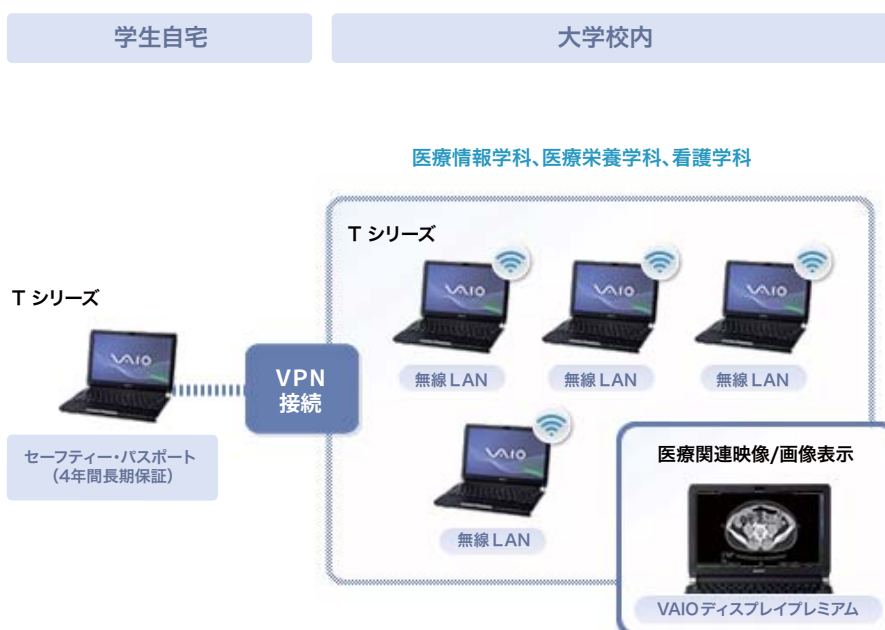 学生自宅
大学校内
医療情報学科、医療栄養学科、看護学科
T シリーズ
VAIO
VAIO
VAIO
無線LAN
無線LAN
無線LAN
T シリーズ
VAIO
VPN
接続
セーフティー・パスポート
(4年間長期保証)
VAIO
無線LAN
医療関連映像/画像表示
VAIOディスプレイプレミアム